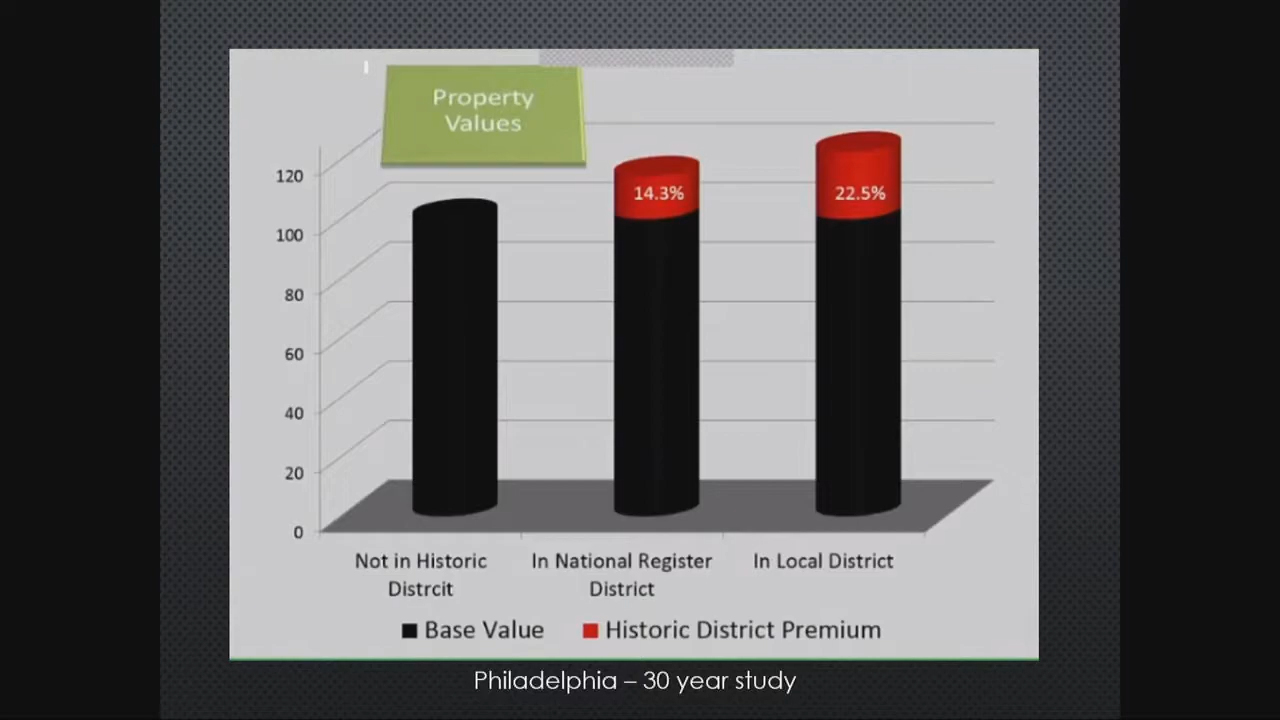 Property
Values
120
100
80
60
40
20
0
14.3%
22.5%
Not in Historic
Distrcit
In National Register
District
In Local District
Base Value
Historic District Premium
Philadelphia – 30 year study